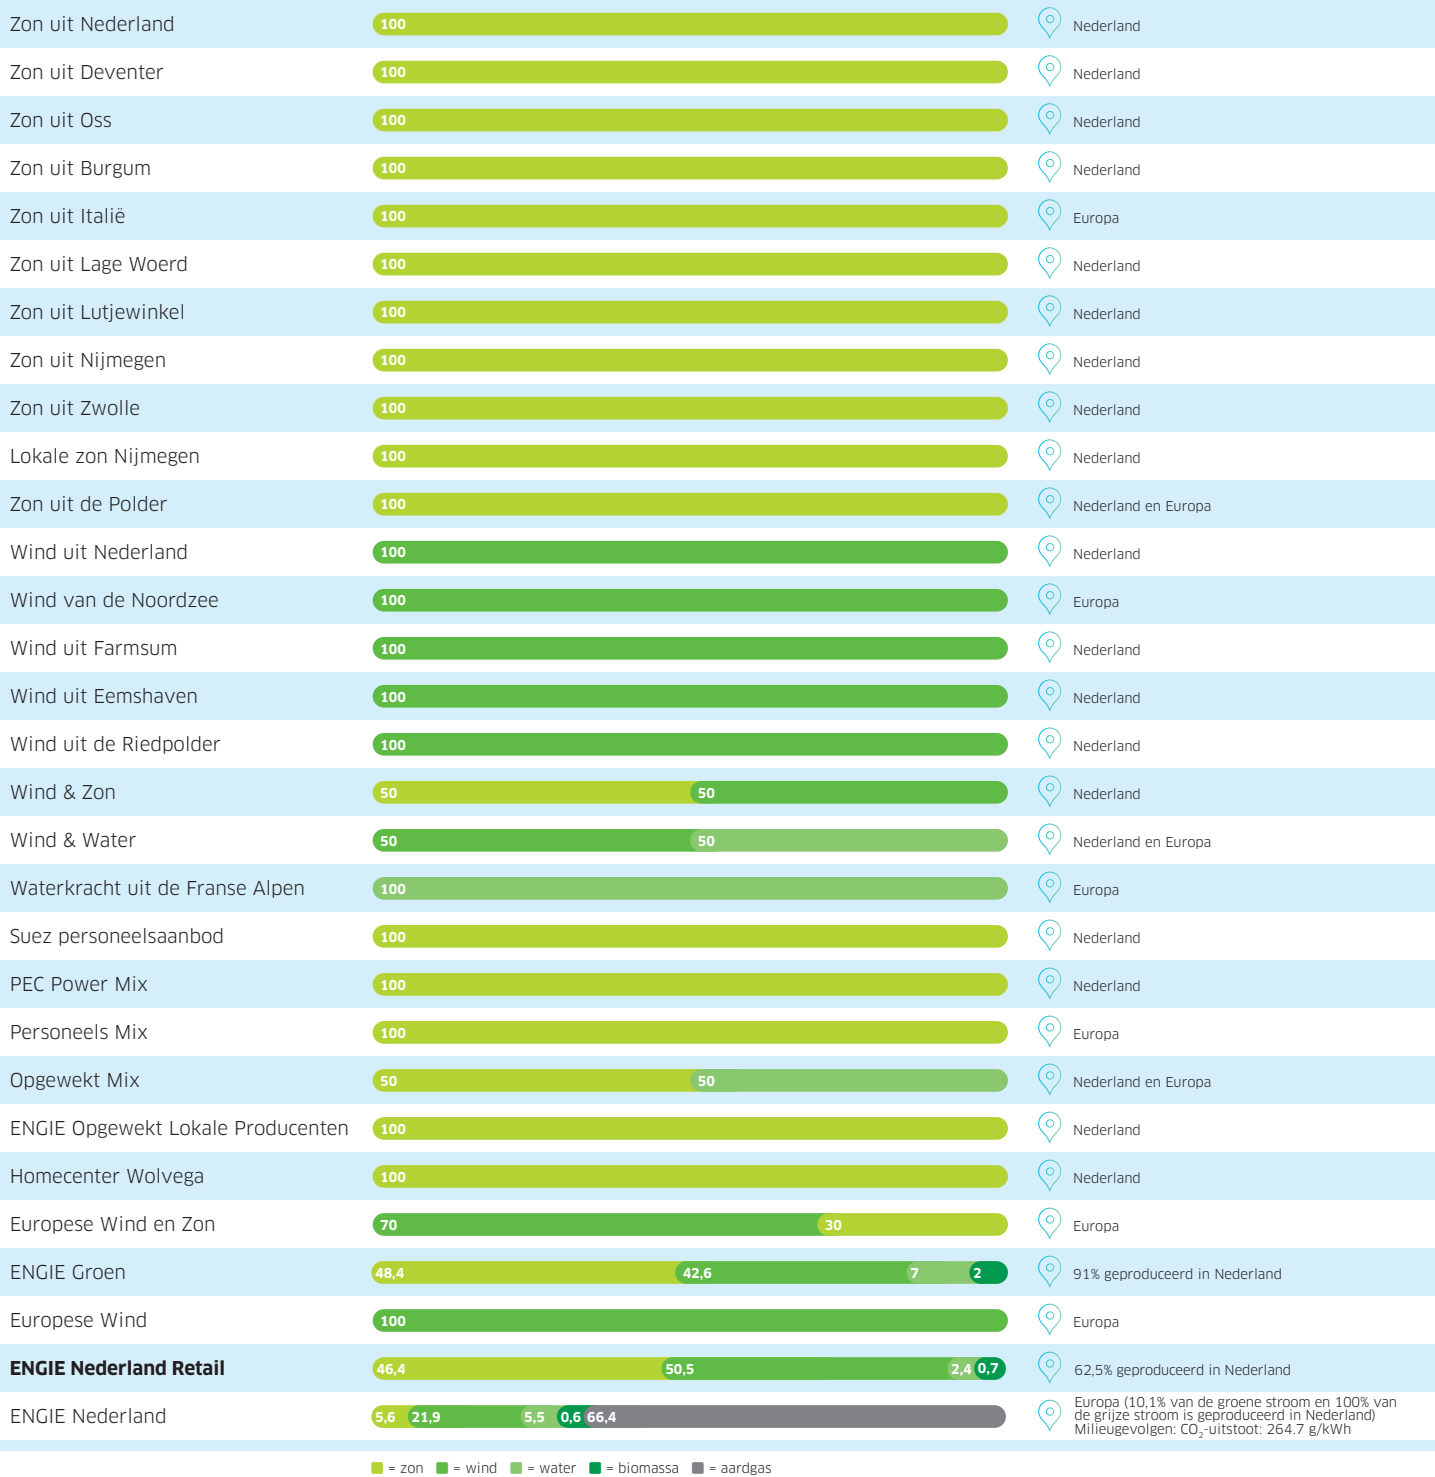 Zon uit Nederland 100 Nederland
Zon uit Deventer 100 Nederland
Zon uit Oss 100 Nederland
Zon uit Burgum 100 Nederland
Zon uit Italië 100 Europa
Zon uit Lage Woerd 100 Nederland
Zon uit Lutjewinkel 100 Nederland
Zon uit Nijmegen 100 Nederland
Zon uit Zwolle 100 Nederland
Lokale zon Nijmegen 100 Nederland
Zon uit de Polder 100 Nederland en Europa
Wind uit Nederland 100 Nederland
Wind van de Noordzee 100 Europa
Wind uit Farmsum 100 Nederland
Wind uit Eemshaven 100 Nederland
Wind uit de Riedpolder 100 Nederland
Wind & Zon 50 50 Nederland
Wind & Water 50 50 Nederland en Europa
Waterkracht uit de Franse Alpen 100 Europa
Suez personeelsaanbod 100 Nederland
PEC Power Mix 100 Nederland
Personeels Mix 100 Europa
Opgewekt Mix 50 50 Nederland en Europa
ENGIE Opgewekt Lokale Producenten 100 Nederland
Homecenter Wolvega 100 Nederland
Europese Wind en Zon 70 30 Europa
ENGIE Groen 48,4 42,6 7 2 91% geproduceerd in Nederland
Europese Wind 100 Europa
ENGIE Nederland Retail 46,4 50,5 2,4 0,7 62,5% geproduceerd in Nederland
ENGIE Nederland 5,6 21,9 5,5 0,6 66,4 Europa (10,1% van de groene stroom en 100% van
de grijze stroom is geproduceerd in Nederland)
Milieugevolgen: CO₂-uitstoot: 264.7 g/kWh
= zon = wind = water = biomassa = aardgas